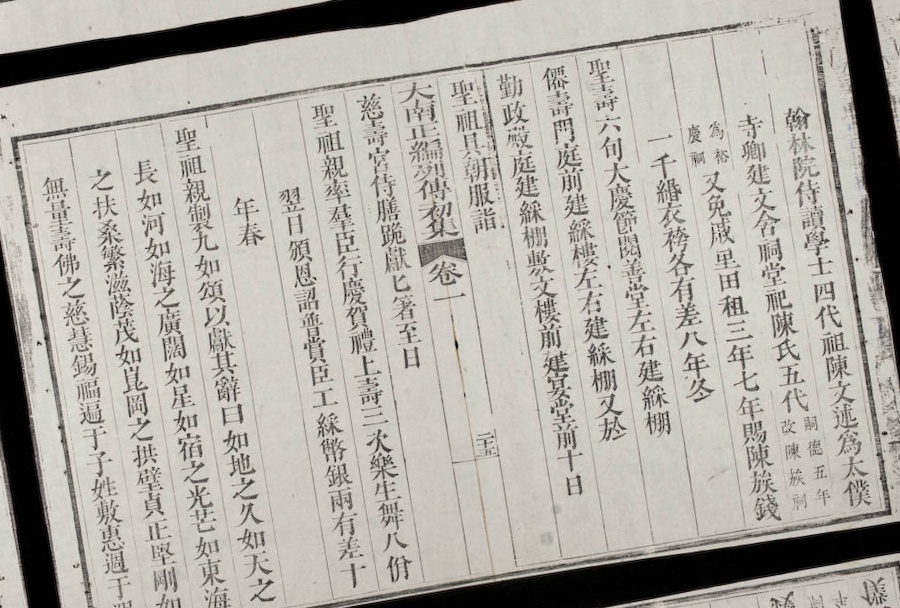 翰林院侍讀學士四代祖陳文述爲太僕
寺卿建文合祠堂祀陳氏五代嗣德五年改陳族祠
爲裕慶祠又免歲里田租三年七年賜陳族錢
一千緡衣袴各有差八年冬
聖壽六旬大慶節閱善堂左右建綵棚
僊壽門庭前建綵樓左右建綵棚又於
勤政殿庭建綵棚敷文樓前建宴堂前十日
聖祖具朝服詣
大南正編列傳初集 卷一 二十五
慈壽宮侍膳跪獻匕箸至日
聖祖親率羣臣行慶賀禮上壽三次樂生舞八佾
翌日頒恩詔普賞臣工綵幣銀兩有差十
年春
聖祖親製九如頌以獻其辭曰如地之久如天之
長如河如海之廣闊如星如宿之光芒如東海
之扶桑繁滋蔭茂如崑岡之拱璧貞正堅剛如
無量壽佛之慈慧錫福遍于子姓敷惠週于